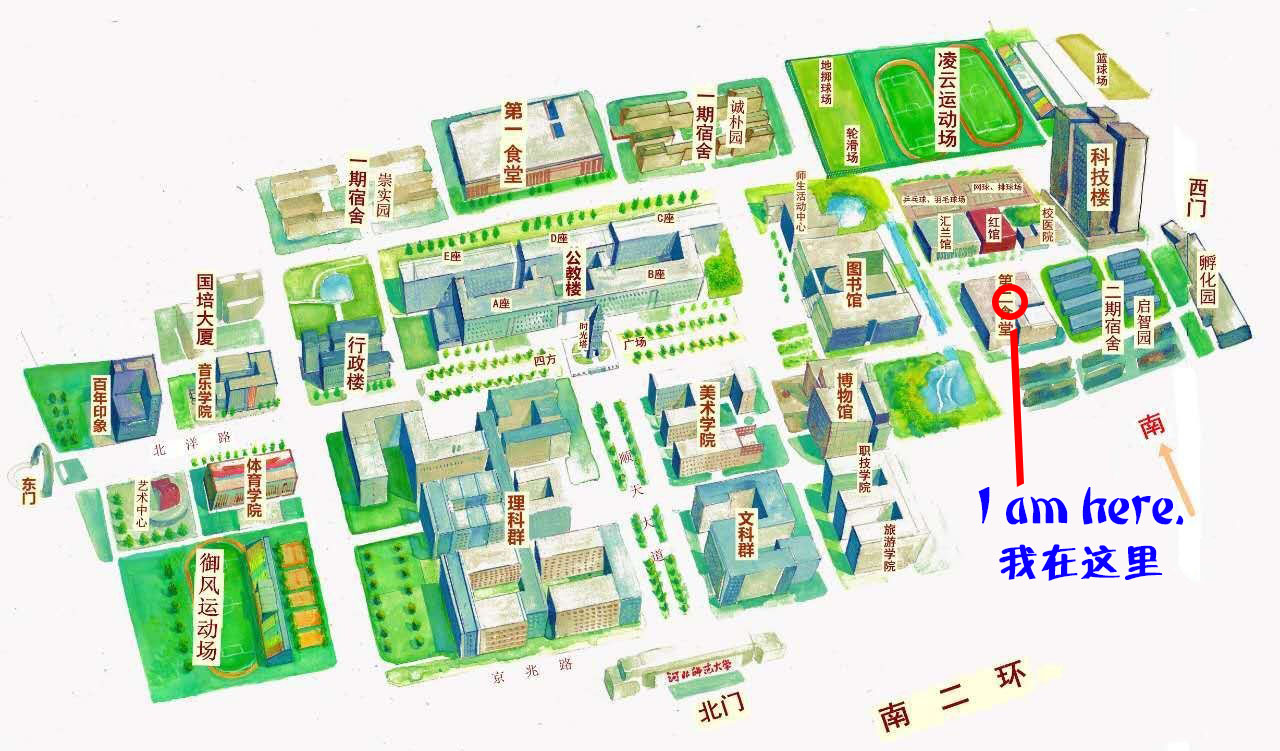 地掷球场
凌云运动场
篮球场
轮滑场
一期宿舍
诚朴园
第一食堂
一期宿舍
崇实园
科技楼
西门
师生活动中心
网球、排球场
乒乓球、羽毛球场
汇兰馆
红馆
校医院
C座
D座
E座
公教楼
B座
A座
图书馆
孵化园
国培大厦
第二食堂
二期宿舍
启智园
时光塔
四方
广场
行政楼
音乐学院
百年印象
美术学院
博物馆
南
北洋路
东门
艺术中心
体育学院
理科群
顺天大道
文科群
职技学院
旅游学院
I am here.
我在这里
御风运动场
京兆路
河北师范大学
北门
南二环